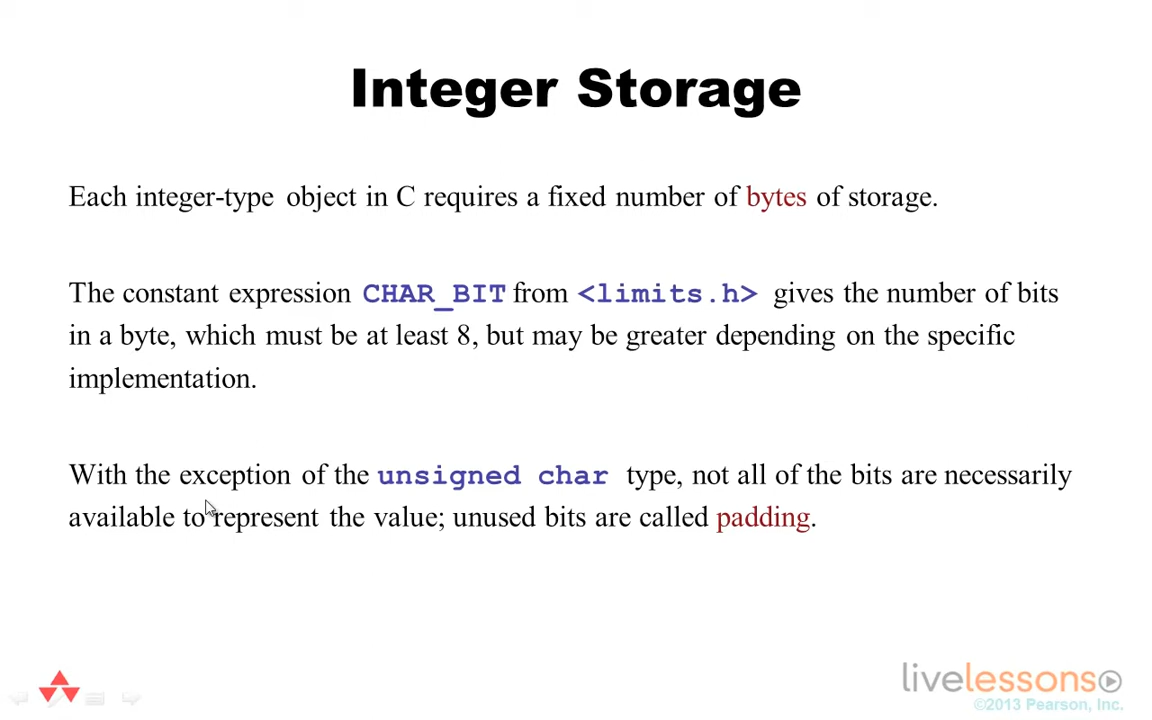 Integer Storage
Each integer-type object in C requires a fixed number of bytes of storage.
The constant expression CHAR_BIT from <limits.h> gives the number of bits
in a byte, which must be at least 8, but may be greater depending on the specific
implementation.
With the exception of the unsigned char type, not all of the bits are necessarily
available to represent the value; unused bits are called padding.
livelessons
©2013 Pearson, Inc.